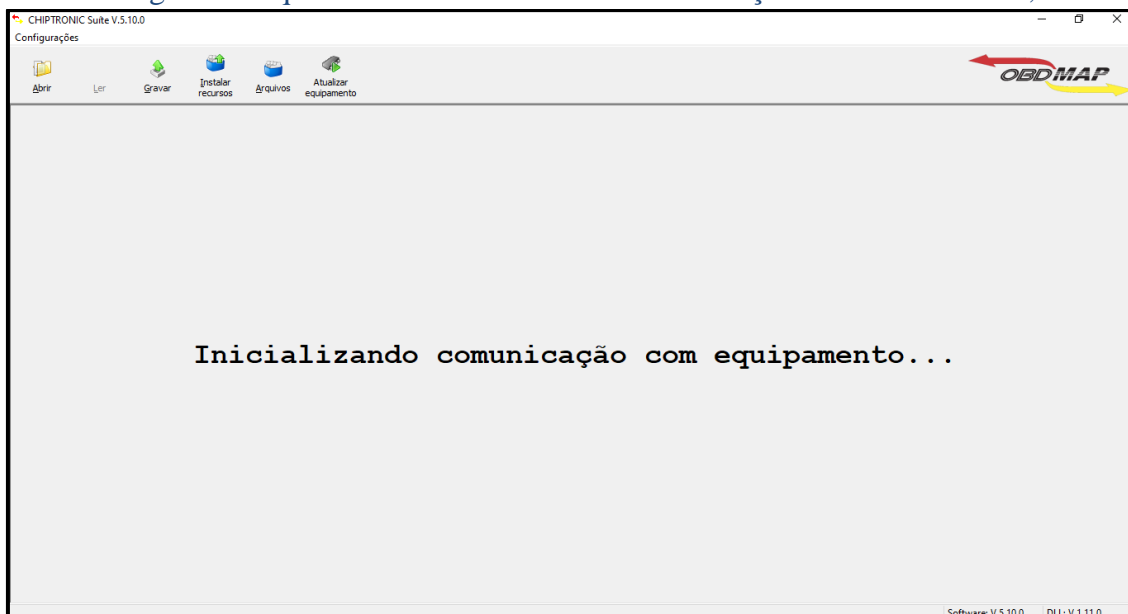 CHIPTRONIC Suite V.5.10.0
Configurações
Abrir
Ler
Gravar
Instalar
recursos
Arquivos
Atualizar
equipamento
OBDMAP
Inicializando comunicação com equipamento...
Software: V 5.10.0 DLL: V 1.11.0